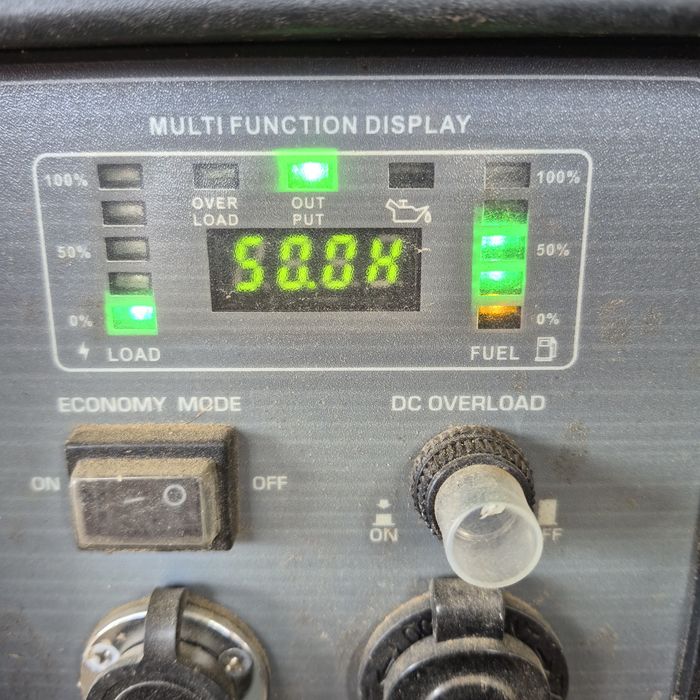 MULTI FUNCTION DISPLAY
100% OVER LOAD OUT PUT 100%
50% 50.0H 50%
0% 0%
LOAD FUEL
ECONOMY MODE DC OVERLOAD
ON OFF
ON